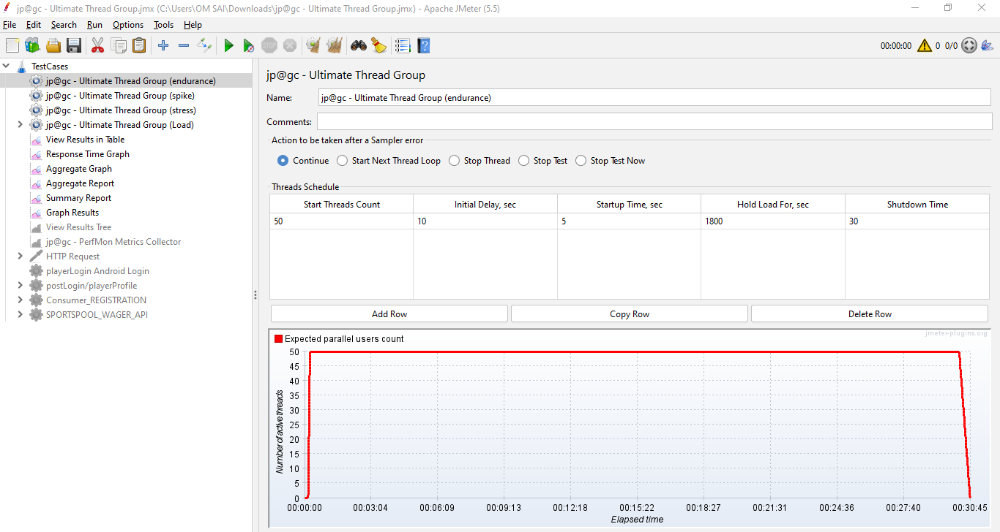 jp@gc - Ultimate Thread Group.jmx (C:\Users\OM SAI\Downloads\jp@gc - Ultimate Thread Group.jmx) - Apache JMeter (5.5)
File Edit Search Run Options Tools Help
STOP 00:00:00 0 0/0
TestCases
jp@gc - Ultimate Thread Group (endurance)
jp@gc - Ultimate Thread Group (spike)
jp@gc - Ultimate Thread Group (stress)
jp@gc - Ultimate Thread Group (Load)
View Results in Table
Response Time Graph
Aggregate Graph
Aggregate Report
Summary Report
Graph Results
View Results Tree
jp@gc - PerfMon Metrics Collector
HTTP Request
playerLogin Android Login
postLogin/playerProfile
Consumer_REGISTRATION
SPORTSPOOL_WAGER_API
jp@gc - Ultimate Thread Group
Name: jp@gc - Ultimate Thread Group (endurance)
Comments:
Action to be taken after a Sampler error
Continue Start Next Thread Loop Stop Thread Stop Test Stop Test Now
Threads Schedule
Start Threads Count Initial Delay, sec Startup Time, sec Hold Load For, sec Shutdown Time
50 10 5 1800 30
Add Row Copy Row Delete Row
jmeter-plugins.org
Expected parallel users count
50
45
40
35
30
25
20
15
10
5
0
Number of active threads
00:00:00 00:03:04 00:06:09 00:09:13 00:12:18 00:15:22 00:18:27 00:21:31 00:24:36 00:27:40 00:30:45
Elapsed time